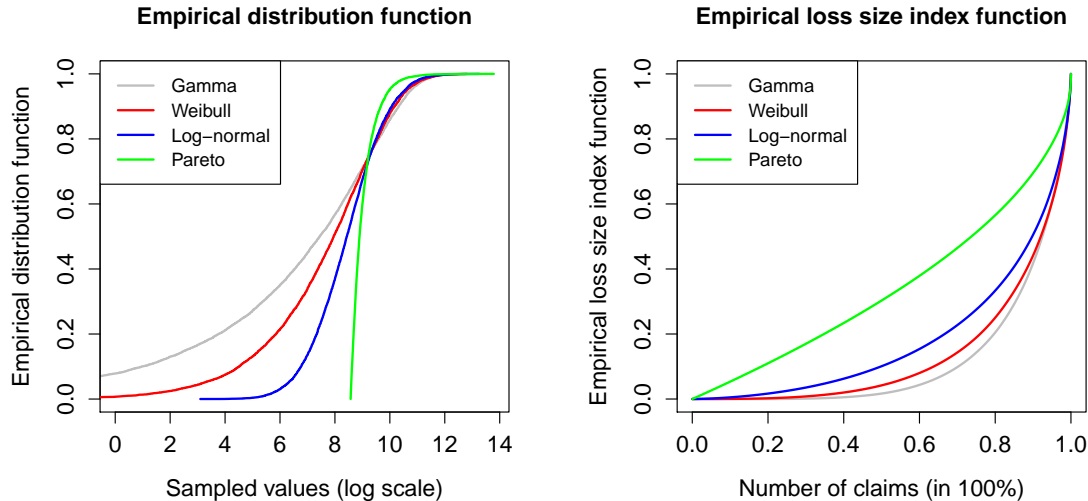 Empirical distribution function
Empirical distribution function
0.0 0.2 0.4 0.6 0.8 1.0
Gamma
Weibull
Log−normal
Pareto
0 2 4 6 8 10 12 14
Sampled values (log scale)
Empirical loss size index function
Empirical loss size index function
0.0 0.2 0.4 0.6 0.8 1.0
Gamma
Weibull
Log−normal
Pareto
0.0 0.2 0.4 0.6 0.8 1.0
Number of claims (in 100%)